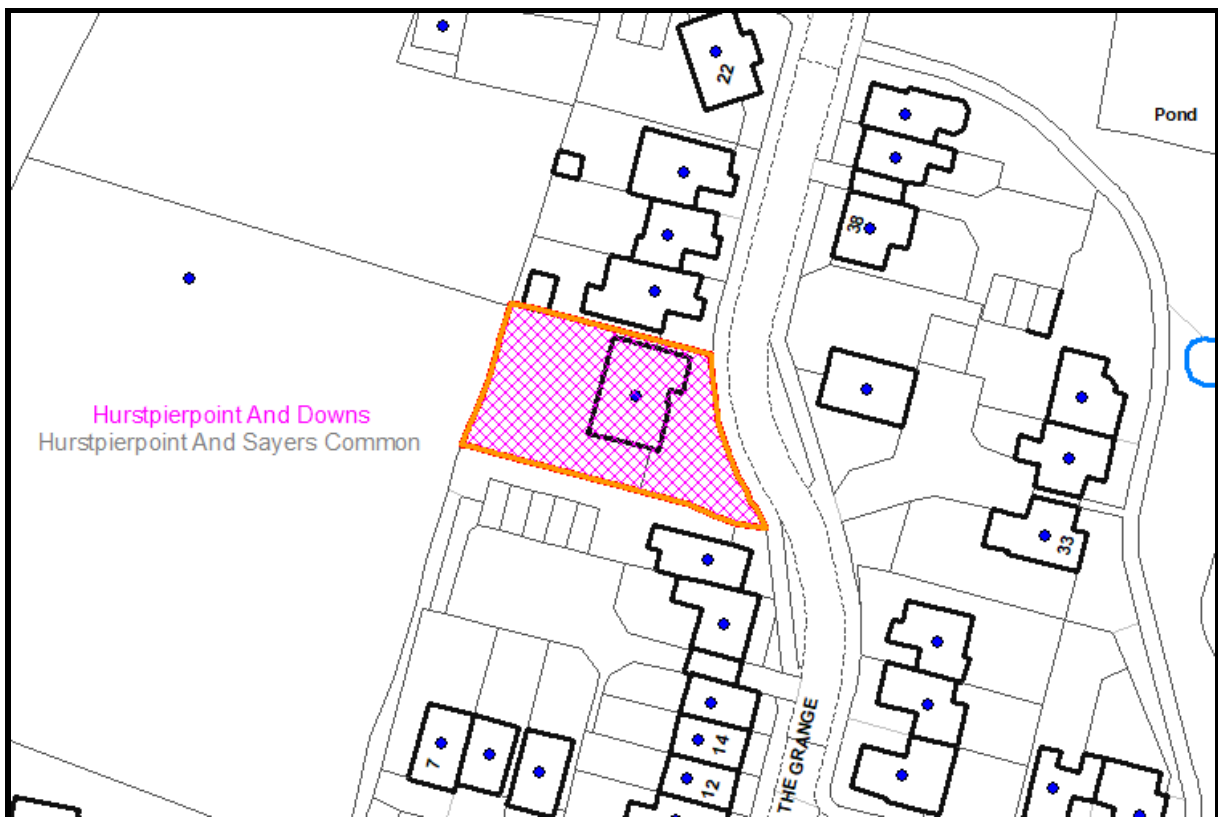 22
Pond
38
Hurstpierpoint And Downs
Hurstpierpoint And Sayers Common
33
THE GRANGE
14
7
12